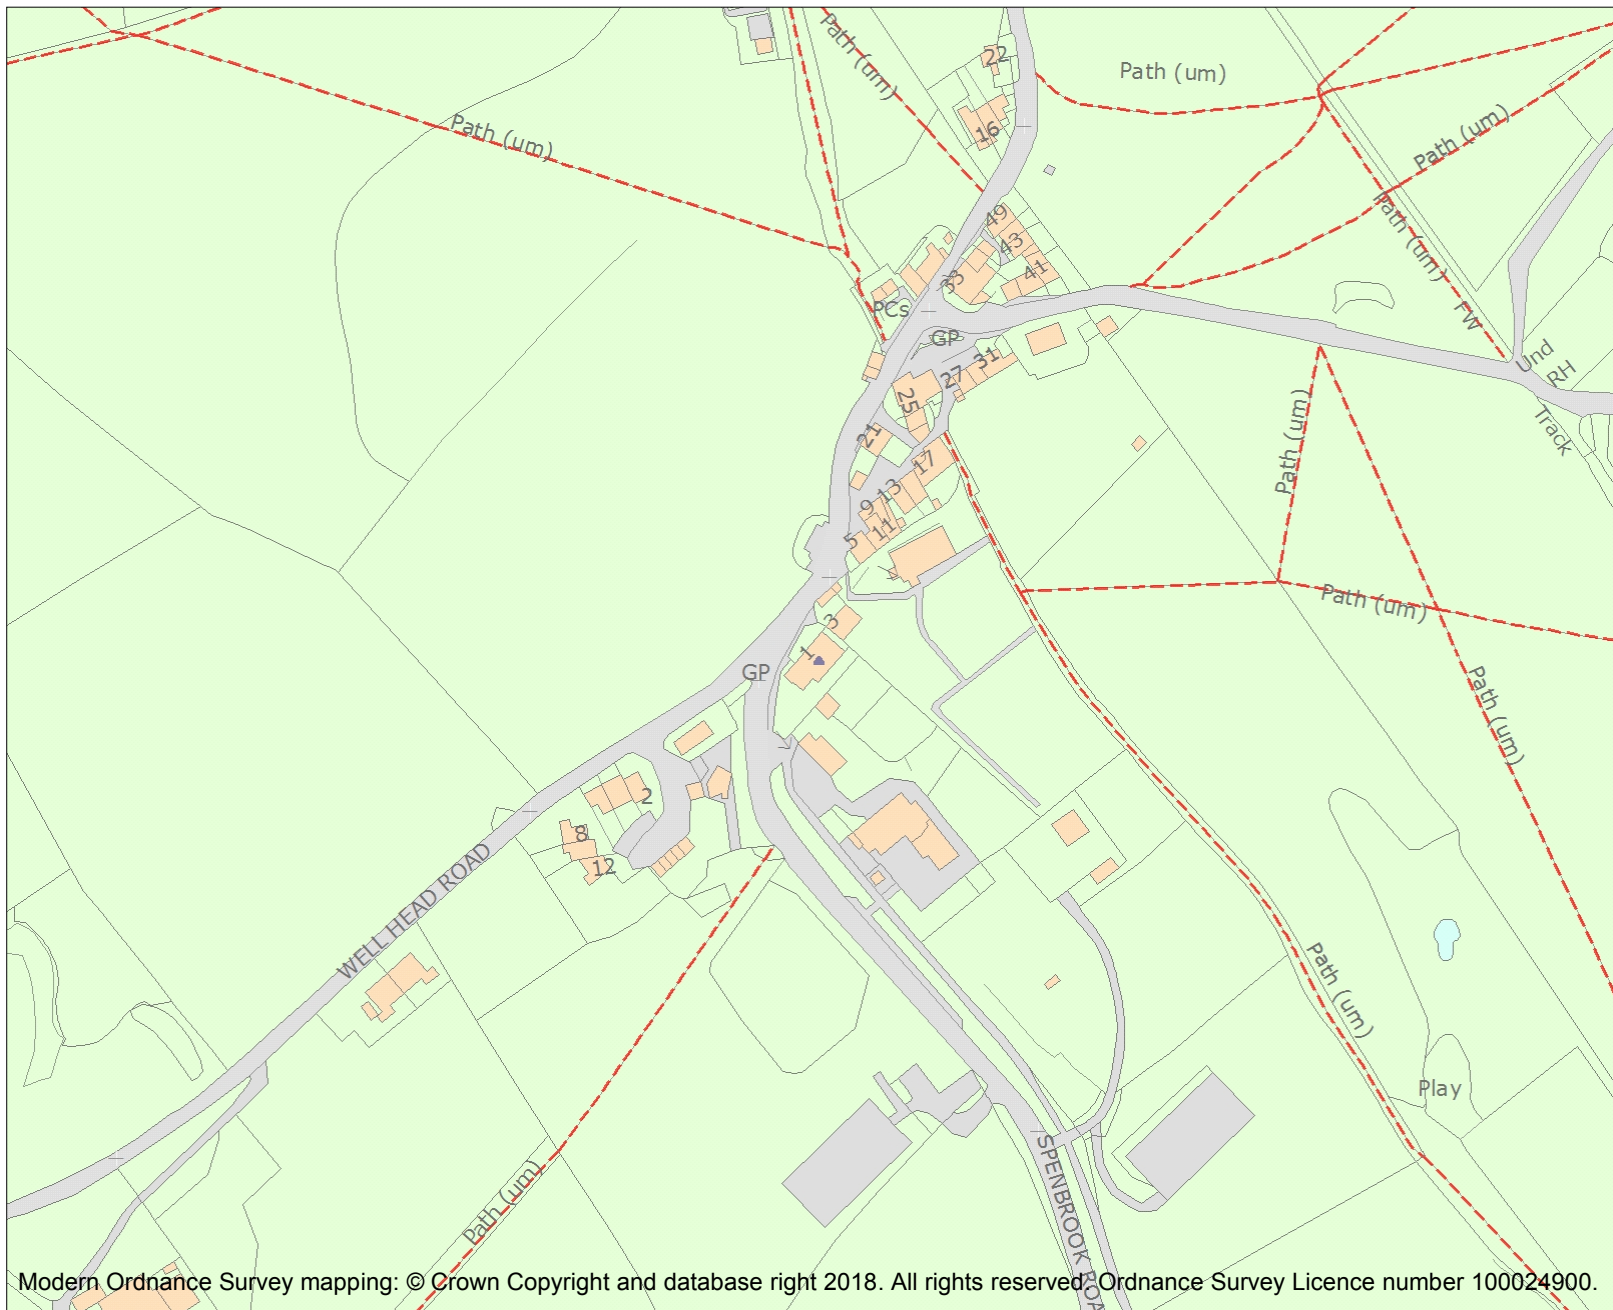 Path (um)
22
Path (um)
16
Path (um)
Path (um)
49
43
41
33
Path (um)
PCs
GP
FW
Und
RH
31
27
25
Track
21
Path (um)
17
13
9
11
5
Path (um)
3
1
GP
Path (um)
2
8
12
WELL HEAD ROAD
Path (um)
Play
SPENBROOK ROA
Path (um)
Modern Ordnance Survey mapping: © Crown Copyright and database right 2018. All rights reserved. Ordnance Survey Licence number 100024900.